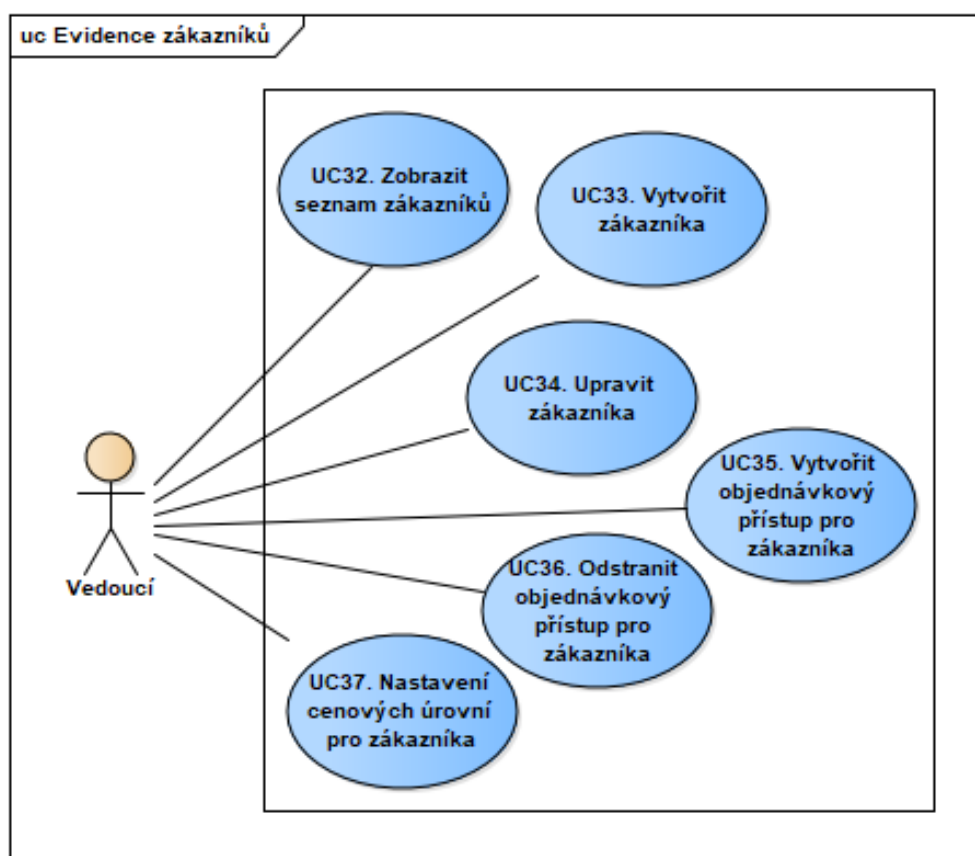 uc Evidence zákazníků
UC32. Zobrazit
seznam zákazníků
UC33. Vytvořit
zákazníka
UC34. Upravit
zákazníka
UC35. Vytvořit
objednávkový
přístup pro
zákazníka
UC36. Odstranit
objednávkový
přístup pro
zákazníka
Vedoucí
UC37. Nastavení
cenových úrovní
pro zákazníka